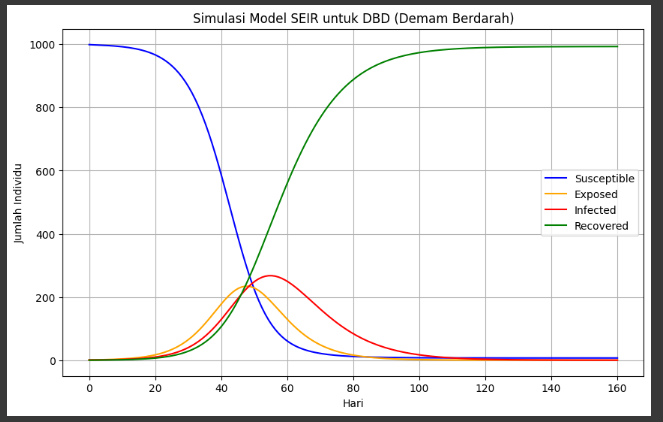 Simulasi Model SEIR untuk DBD (Demam Berdarah)
1000
800
600
400
200
0
Jumlah Individu
Susceptible
Exposed
Infected
Recovered
0 20 40 60 80 100 120 140 160
Hari